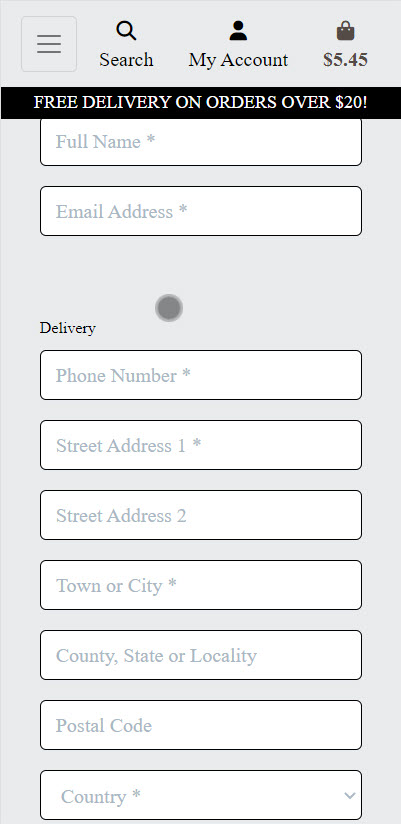 Search My Account $5.45
FREE DELIVERY ON ORDERS OVER $20!
Full Name *
Email Address *
Delivery
Phone Number *
Street Address 1 *
Street Address 2
Town or City *
County, State or Locality
Postal Code
Country *